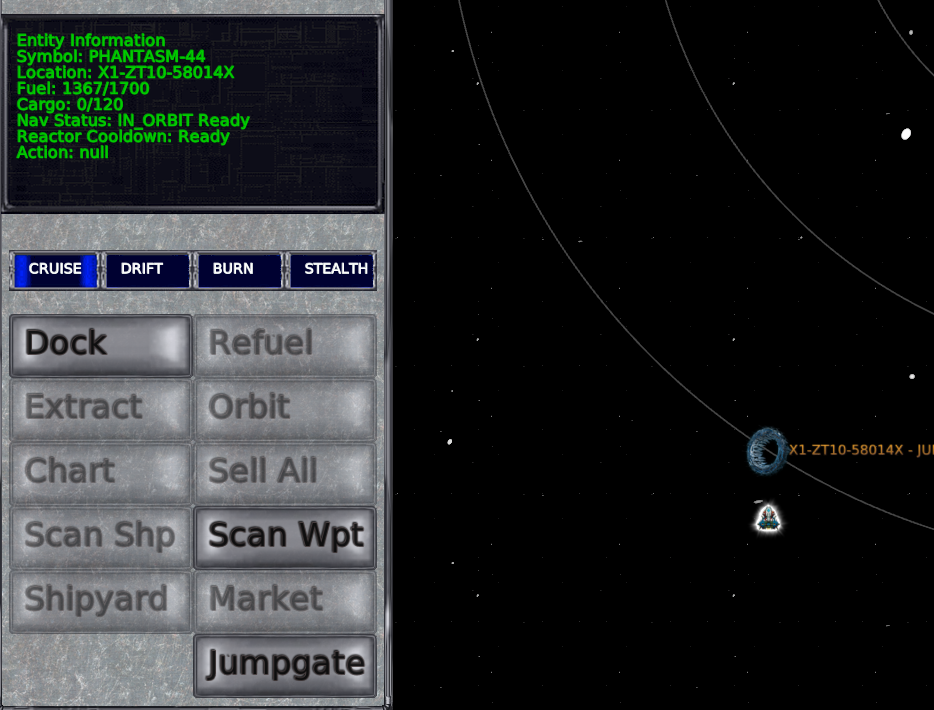 Entity Information
Symbol: PHANTASM-44
Location: X1-ZT10-58014X
Fuel: 1367/1700
Cargo: 0/120
Nav Status: IN_ORBIT Ready
Reactor Cooldown: Ready
Action: null
CRUISE DRIFT BURN STEALTH
Dock Refuel
Extract Orbit
Chart Sell All
X1-ZT10-58014X -
Scan Shp Scan Wpt
Shipyard Market
Jumpgate